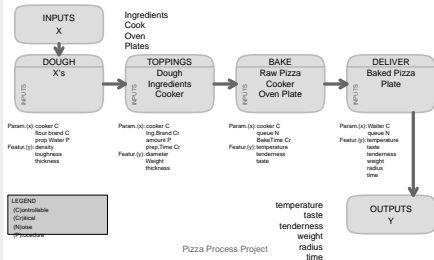 INPUTS
X
Ingredients
Cook
Oven
Plates
DOUGH
X's
INPUTS
TOPPINGS
Dough
Ingredients
Cooker
INPUTS
BAKE
Raw Pizza
Cooker
Oven Plate
INPUTS
DELIVER
Baked Pizza
Plate
INPUTS
Param.(x): cooker C
flour brand C
prop Water P
Featur.(y): density
toughness
thickness
Param.(x): cooker C
Ing.Brand Cr
amount P
prep.Time Cr
Featur.(y): diameter
Weight
thickness
Param.(x): cooker C
queue N
BakeTime Cr
Featur.(y): temperature
tenderness
taste
Param.(x): Waiter C
queue N
Featur.(y): temperature
taste
tenderness
weight
radius
time
LEGEND
(C)ontrollable
(Cr)itical
(N)oise
(P)rocedure
temperature
taste
tenderness
weight
radius
time
OUTPUTS
Y
Pizza Process Project